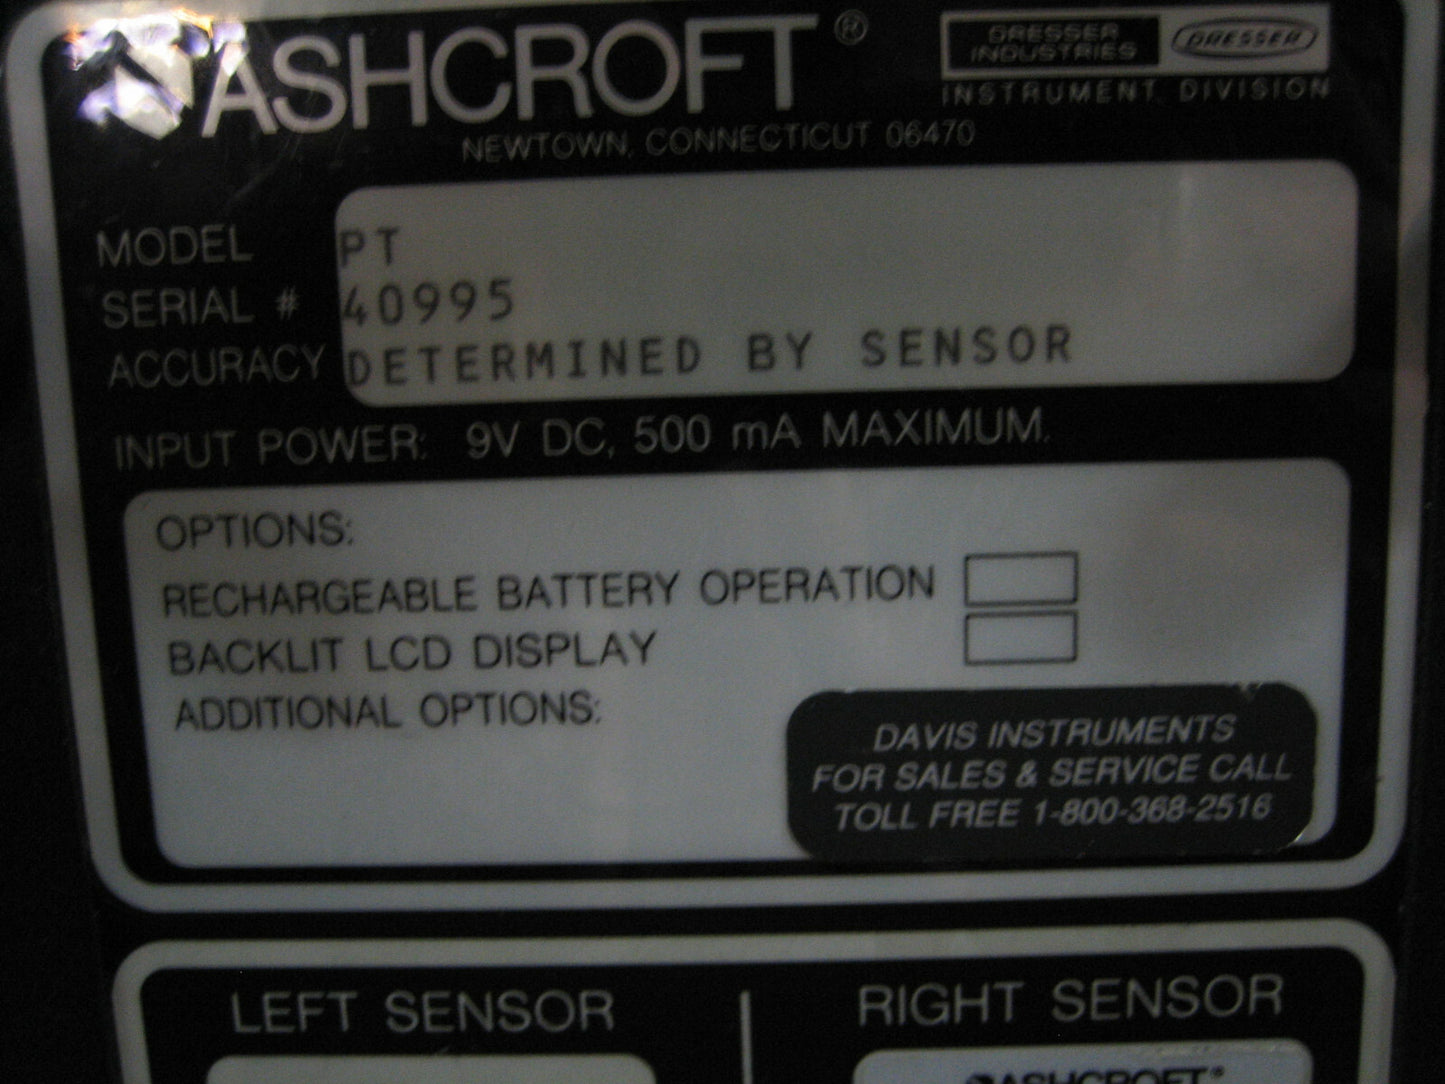 ASHCROFT®
DRESSER INDUSTRIES
DRESSER
INSTRUMENT DIVISION
NEWTOWN, CONNECTICUT 06470
MODEL PT
SERIAL # 40995
ACCURACY DETERMINED BY SENSOR
INPUT POWER: 9V DC, 500 mA MAXIMUM.
OPTIONS:
RECHARGEABLE BATTERY OPERATION
BACKLIT LCD DISPLAY
ADDITIONAL OPTIONS:
DAVIS INSTRUMENTS
FOR SALES & SERVICE CALL
TOLL FREE 1-800-368-2516
LEFT SENSOR
RIGHT SENSOR
ASHCROFT®